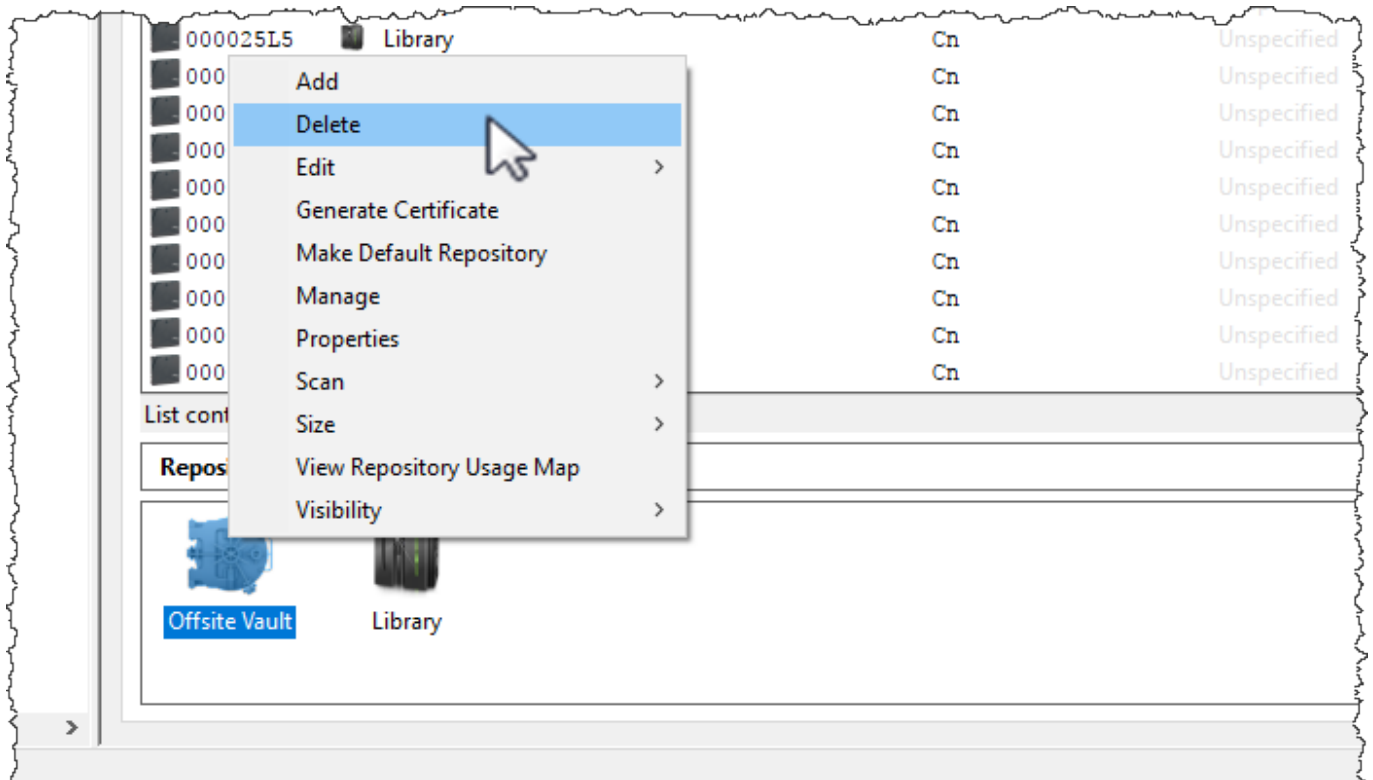 000025L5 Library Cn Unspecified
000 Cn Unspecified
000 Cn Unspecified
000 Cn Unspecified
000 Cn Unspecified
000 Cn Unspecified
000 Cn Unspecified
000 Cn Unspecified
000 Cn Unspecified
000 Cn Unspecified
Add
Delete
Edit
Generate Certificate
Make Default Repository
Manage
Properties
Scan
Size
View Repository Usage Map
Visibility
List cont
Reposi
Offsite Vault Library